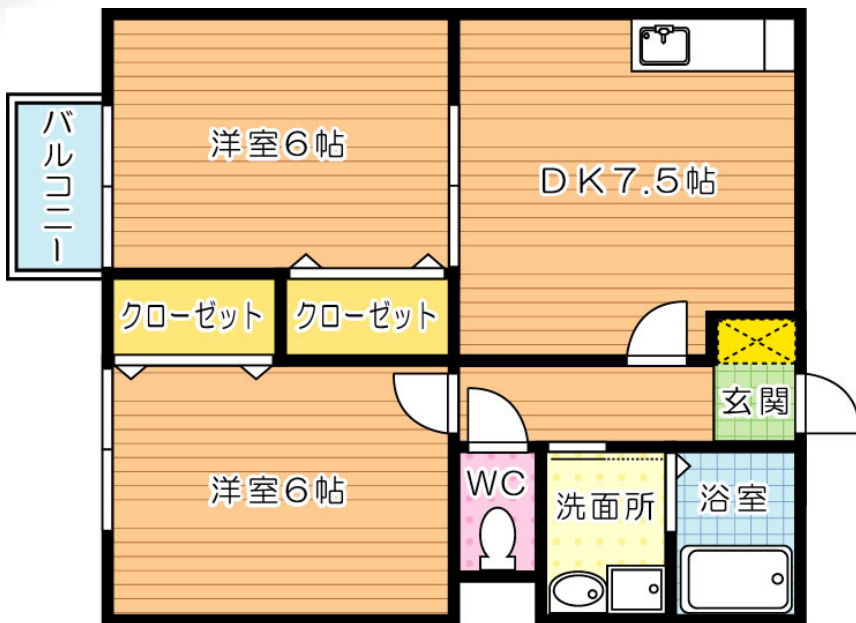 洋室6帖
DK7.5帖
バルコニー
クローゼット
クローゼット
玄関
洋室6帖
WC
洗面所
浴室